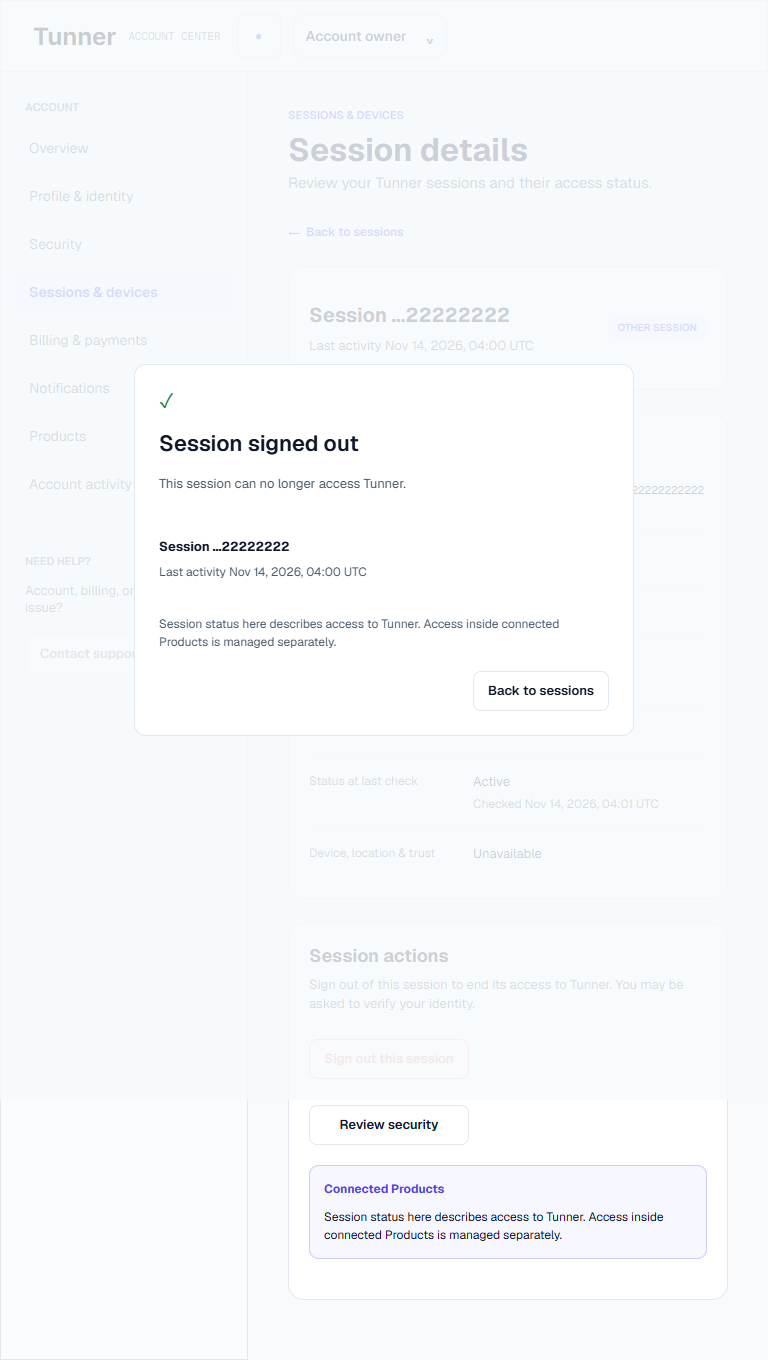 Tunner ACCOUNT CENTER
Account owner
ACCOUNT
Overview
Profile & identity
Security
Sessions & devices
Billing & payments
Notifications
Products
Account activity
NEED HELP?
Account, billing, or
issue?
Contact suppor
SESSIONS & DEVICES
Session details
Review your Tunner sessions and their access status.
← Back to sessions
Session …22222222
Last activity Nov 14, 2026, 04:00 UTC
OTHER SESSION
22222222222
✓
Session signed out
This session can no longer access Tunner.
Session …22222222
Last activity Nov 14, 2026, 04:00 UTC
Session status here describes access to Tunner. Access inside connected
Products is managed separately.
Back to sessions
Status at last check
Active
Checked Nov 14, 2026, 04:01 UTC
Device, location & trust
Unavailable
Session actions
Sign out of this session to end its access to Tunner. You may be
asked to verify your identity.
Sign out this session
Review security
Connected Products
Session status here describes access to Tunner. Access inside
connected Products is managed separately.